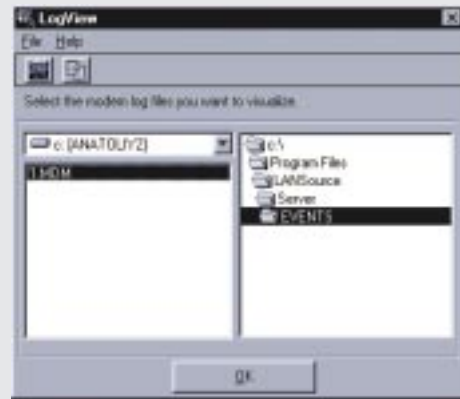 LogView
File Help
Select the modem log files you want to visualize.
c: [ANATOLIY2]
1.MDM
c:\
Program Files
LANSource
Server
EVENTS
OK